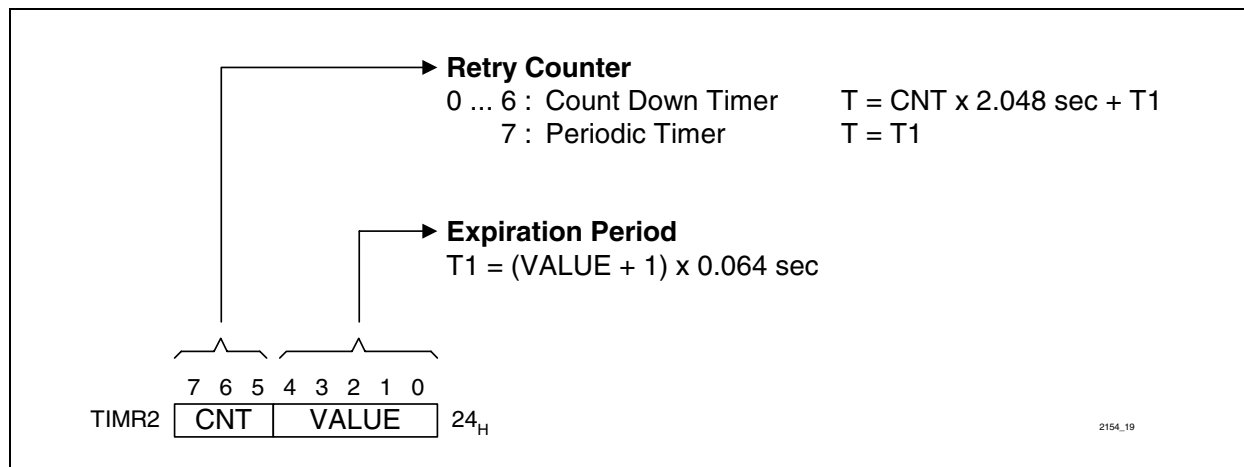 Retry Counter
0 ... 6 : Count Down Timer T = CNT x 2.048 sec + T1
7 : Periodic Timer T = T1
Expiration Period
T1 = (VALUE + 1) x 0.064 sec
7 6 5 4 3 2 1 0
TIMR2 CNT VALUE 24H
2154_19